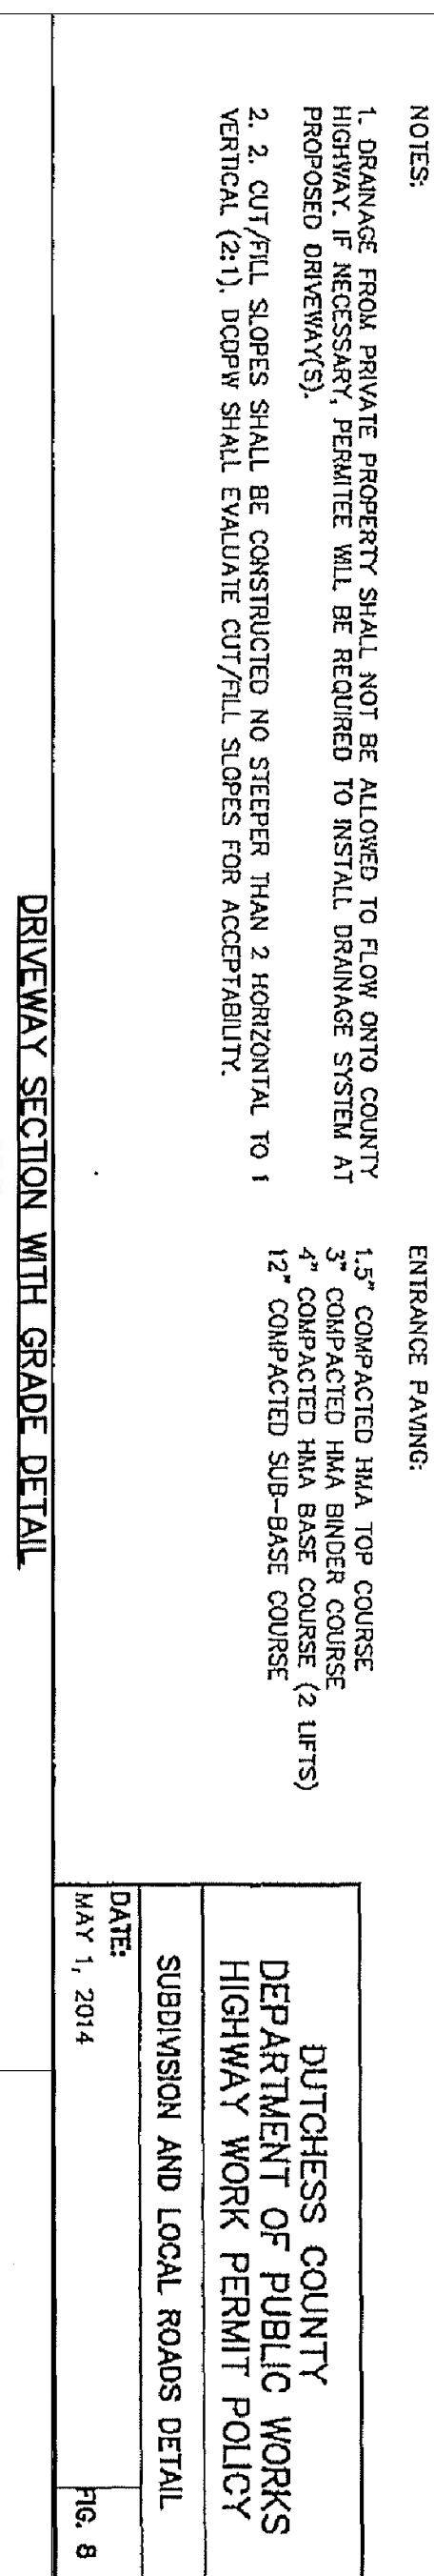 NOTES:
1. DRAINAGE FROM PRIVATE PROPERTY SHALL NOT BE ALLOWED TO FLOW ONTO COUNTY
HIGHWAY. IF NECESSARY, PERMITEE WILL BE REQUIRED TO INSTALL DRAINAGE SYSTEM AT
PROPOSED DRIVEWAY(S).
2. 2. CUT/FILL SLOPES SHALL BE CONSTRUCTED NO STEEPER THAN 2 HORIZONTAL TO 1
VERTICAL (2:1). DCDPW SHALL EVALUATE CUT/FILL SLOPES FOR ACCEPTABILITY.
ENTRANCE PAVING:
1.5" COMPACTED HMA TOP COURSE
3" COMPACTED HMA BINDER COURSE
4" COMPACTED HMA BASE COURSE (2 LIFTS)
12" COMPACTED SUB-BASE COURSE
DUTCHESS COUNTY
DEPARTMENT OF PUBLIC WORKS
HIGHWAY WORK PERMIT POLICY
SUBDIVISION AND LOCAL ROADS DETAIL
DATE:
MAY 1, 2014
FIG. 8
DRIVEWAY SECTION WITH GRADE DETAIL